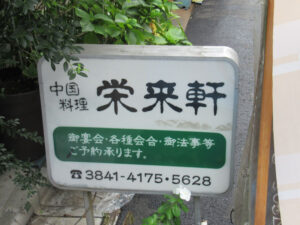 中国料理 栄来軒
御宴会・各種会合・御法事等
ご予約承ります。
☎3841-4175・5628